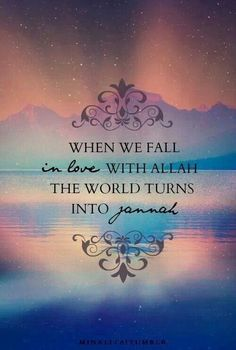 WHEN WE FALL
in love WITH ALLAH
THE WORLD TURNS
INTO jannah